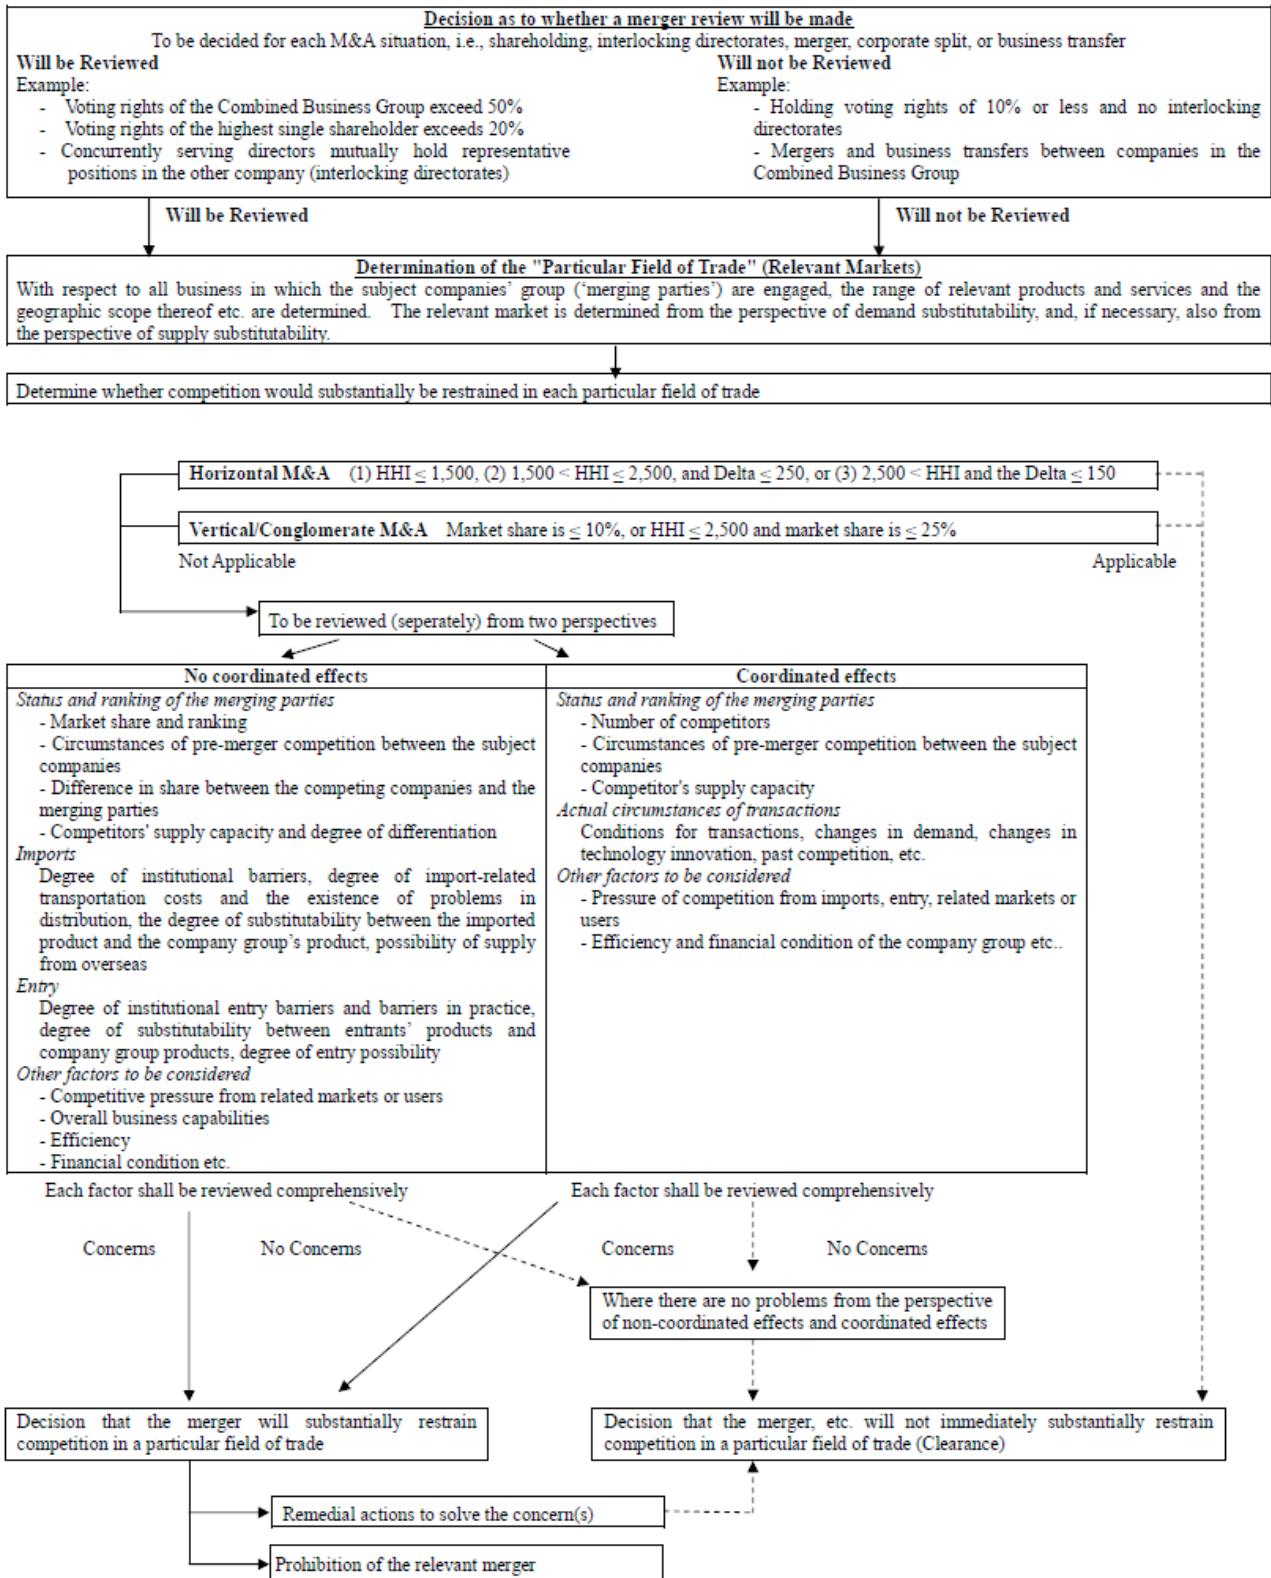 Decision as to whether a merger review will be made
To be decided for each M&A situation, i.e., shareholding, interlocking directorates, merger, corporate split, or business transfer
Will be Reviewed
Example:
- Voting rights of the Combined Business Group exceed 50%
- Voting rights of the highest single shareholder exceeds 20%
- Concurrently serving directors mutually hold representative
positions in the other company (interlocking directorates)
Will not be Reviewed
Example:
- Holding voting rights of 10% or less and no interlocking
directorates
- Mergers and business transfers between companies in the
Combined Business Group
Will be Reviewed
Will not be Reviewed
Determination of the "Particular Field of Trade" (Relevant Markets)
With respect to all business in which the subject companies' group ('merging parties') are engaged, the range of relevant products and services and the
geographic scope thereof etc. are determined. The relevant market is determined from the perspective of demand substitutability, and, if necessary, also from
the perspective of supply substitutability.
Determine whether competition would substantially be restrained in each particular field of trade
Horizontal M&A (1) HHI ≤ 1,500, (2) 1,500 < HHI ≤ 2,500, and Delta ≤ 250, or (3) 2,500 < HHI and the Delta ≤ 150
Vertical/Conglomerate M&A Market share is ≤ 10%, or HHI ≤ 2,500 and market share is ≤ 25%
Not Applicable
Applicable
To be reviewed (seperately) from two perspectives
No coordinated effects
Status and ranking of the merging parties
- Market share and ranking
- Circumstances of pre-merger competition between the subject
companies
- Difference in share between the competing companies and the
merging parties
- Competitors' supply capacity and degree of differentiation
Imports
Degree of institutional barriers, degree of import-related
transportation costs and the existence of problems in
distribution, the degree of substitutability between the imported
product and the company group's product, possibility of supply
from overseas
Entry
Degree of institutional entry barriers and barriers in practice,
degree of substitutability between entrants' products and
company group products, degree of entry possibility
Other factors to be considered
- Competitive pressure from related markets or users
- Overall business capabilities
- Efficiency
- Financial condition etc.
Coordinated effects
Status and ranking of the merging parties
- Number of competitors
- Circumstances of pre-merger competition between the subject
companies
- Competitor's supply capacity
Actual circumstances of transactions
Conditions for transactions, changes in demand, changes in
technology innovation, past competition, etc.
Other factors to be considered
- Pressure of competition from imports, entry, related markets or
users
- Efficiency and financial condition of the company group etc..
Each factor shall be reviewed comprehensively
Each factor shall be reviewed comprehensively
Concerns
No Concerns
Concerns
No Concerns
Where there are no problems from the perspective
of non-coordinated effects and coordinated effects
Decision that the merger will substantially restrain
competition in a particular field of trade
Decision that the merger, etc. will not immediately substantially restrain
competition in a particular field of trade (Clearance)
Remedial actions to solve the concern(s)
Prohibition of the relevant merger